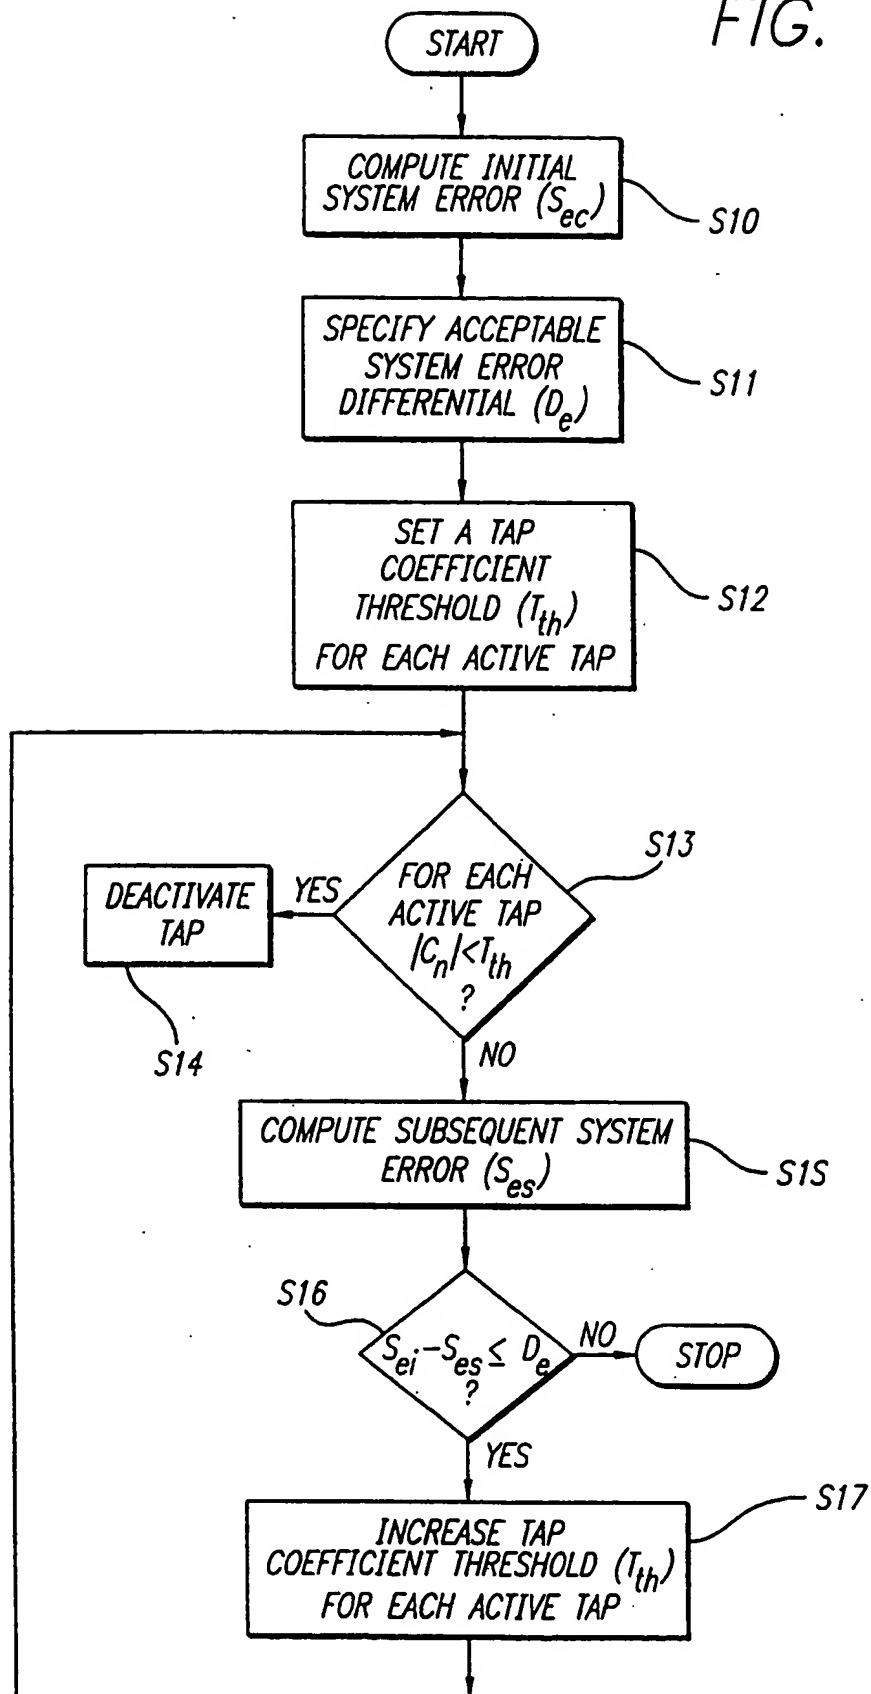 FIG.
START
COMPUTE INITIAL
SYSTEM ERROR (Sec)
S10
SPECIFY ACCEPTABLE
SYSTEM ERROR
DIFFERENTIAL (De)
S11
SET A TAP
COEFFICIENT
THRESHOLD (Tth)
FOR EACH ACTIVE TAP
S12
S13
FOR EACH
ACTIVE TAP
|Cn|<Tth
?
YES
DEACTIVATE
TAP
S14
NO
COMPUTE SUBSEQUENT SYSTEM
ERROR (Ses)
S1S
S16
Sei-Ses≤ De
?
NO
STOP
YES
S17
INCREASE TAP
COEFFICIENT THRESHOLD (Tth)
FOR EACH ACTIVE TAP